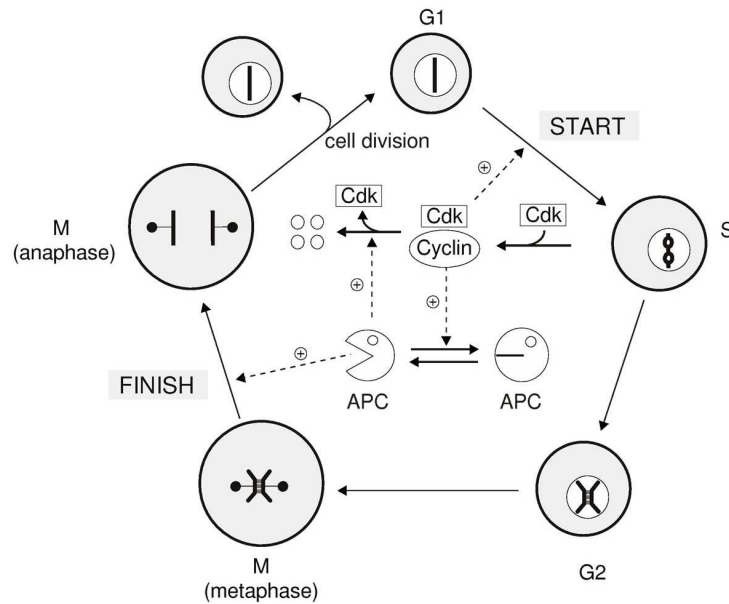 G1
START
cell division
Cdk
Cdk
Cdk
Cyclin
M
(anaphase)
S
FINISH
APC
APC
M
(metaphase)
G2